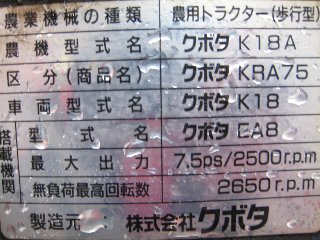 農業機械の種類 農用トラクター(歩行型)
農機型式名 クボタ K18A
区分(商品名) クボタ KRA75
車両型式名 クボタ K18
搭載機関 型式名 クボタ EA8
最大出力 7.5ps/2500r.p.m
無負荷最高回転数 2650r.p.m
製造元: 株式会社クボタ